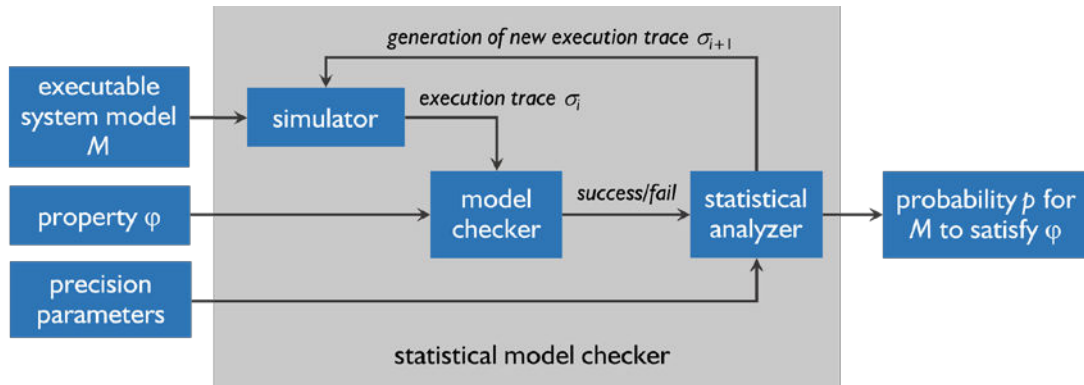 generation of new execution trace σi+1
executable
system model
M
simulator
execution trace σi
property φ
model
checker
success/fail
statistical
analyzer
probability p for
M to satisfy φ
precision
parameters
statistical model checker